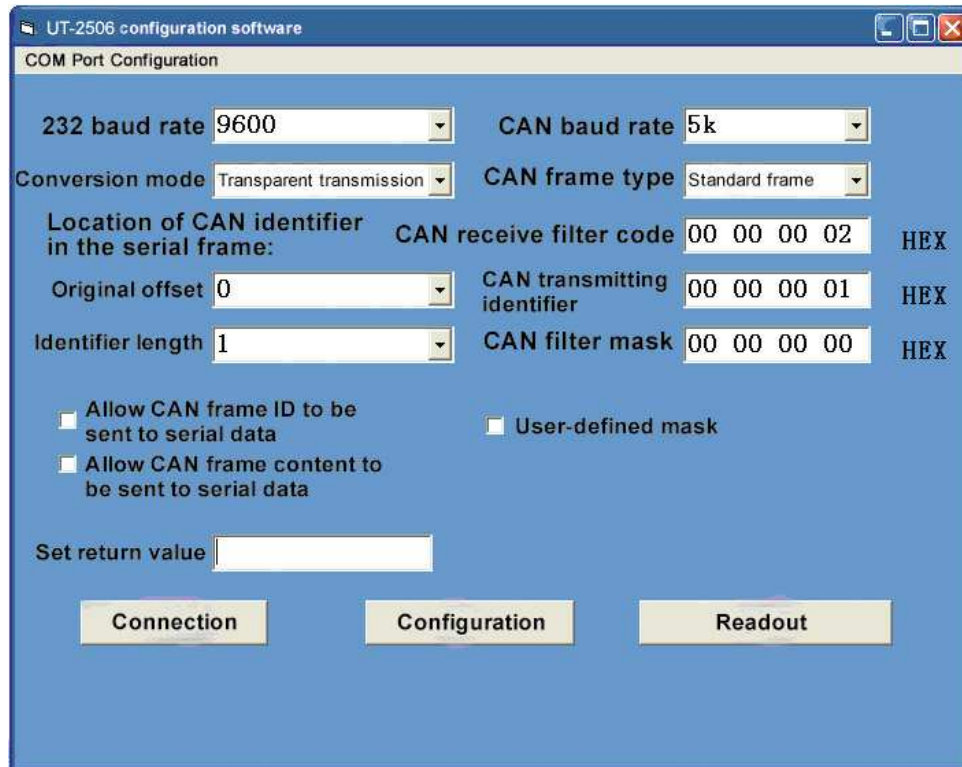 UT-2506 configuration software
COM Port Configuration
232 baud rate 9600
CAN baud rate 5k
Conversion mode Transparent transmission
CAN frame type Standard frame
Location of CAN identifier
in the serial frame:
CAN receive filter code 00 00 00 02 HEX
Original offset 0
CAN transmitting
identifier 00 00 00 01 HEX
Identifier length 1
CAN filter mask 00 00 00 00 HEX
Allow CAN frame ID to be
sent to serial data
User-defined mask
Allow CAN frame content to
be sent to serial data
Set return value
Connection
Configuration
Readout